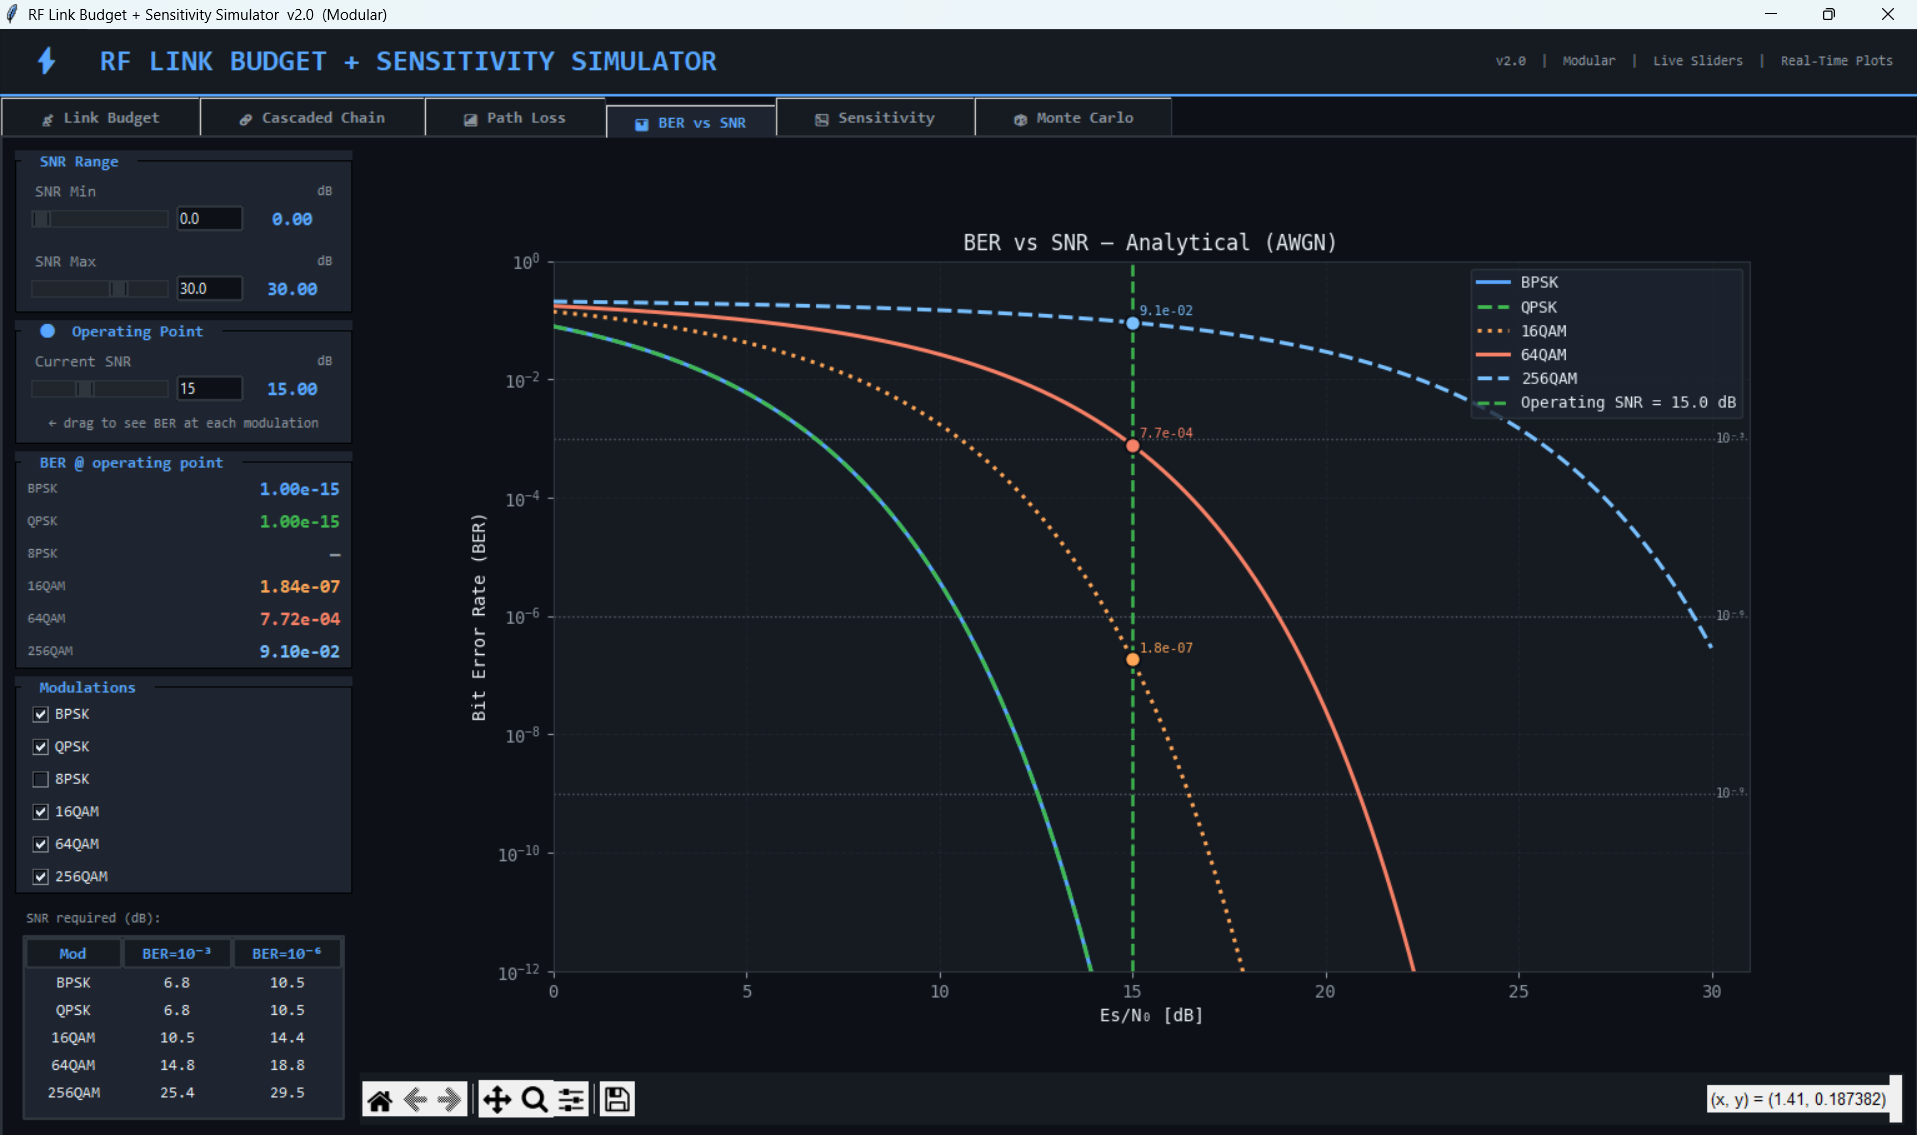 RF Link Budget + Sensitivity Simulator v2.0 (Modular)
RF LINK BUDGET + SENSITIVITY SIMULATOR
v2.0 | Modular | Live Sliders | Real-Time Plots
Link Budget
Cascaded Chain
Path Loss
BER vs SNR
Sensitivity
Monte Carlo
SNR Range
SNR Min dB
0.0 0.00
SNR Max dB
30.0 30.00
Operating Point
Current SNR dB
15 15.00
← drag to see BER at each modulation
BER @ operating point
BPSK 1.00e-15
QPSK 1.00e-15
8PSK —
16QAM 1.84e-07
64QAM 7.72e-04
256QAM 9.10e-02
Modulations
BPSK
QPSK
8PSK
16QAM
64QAM
256QAM
SNR required (dB):
Mod BER=10⁻³ BER=10⁻⁶
BPSK 6.8 10.5
QPSK 6.8 10.5
16QAM 10.5 14.4
64QAM 14.8 18.8
256QAM 25.4 29.5
BER vs SNR — Analytical (AWGN)
Bit Error Rate (BER)
10⁰
10⁻²
10⁻⁴
10⁻⁶
10⁻⁸
10⁻¹⁰
10⁻¹²
9.1e-02
7.7e-04
1.8e-07
BPSK
QPSK
16QAM
64QAM
256QAM
Operating SNR = 15.0 dB
10⁻³
10⁻⁶
10⁻⁹
0 5 10 15 20 25 30
Es/N₀ [dB]
(x, y) = (1.41, 0.187382)